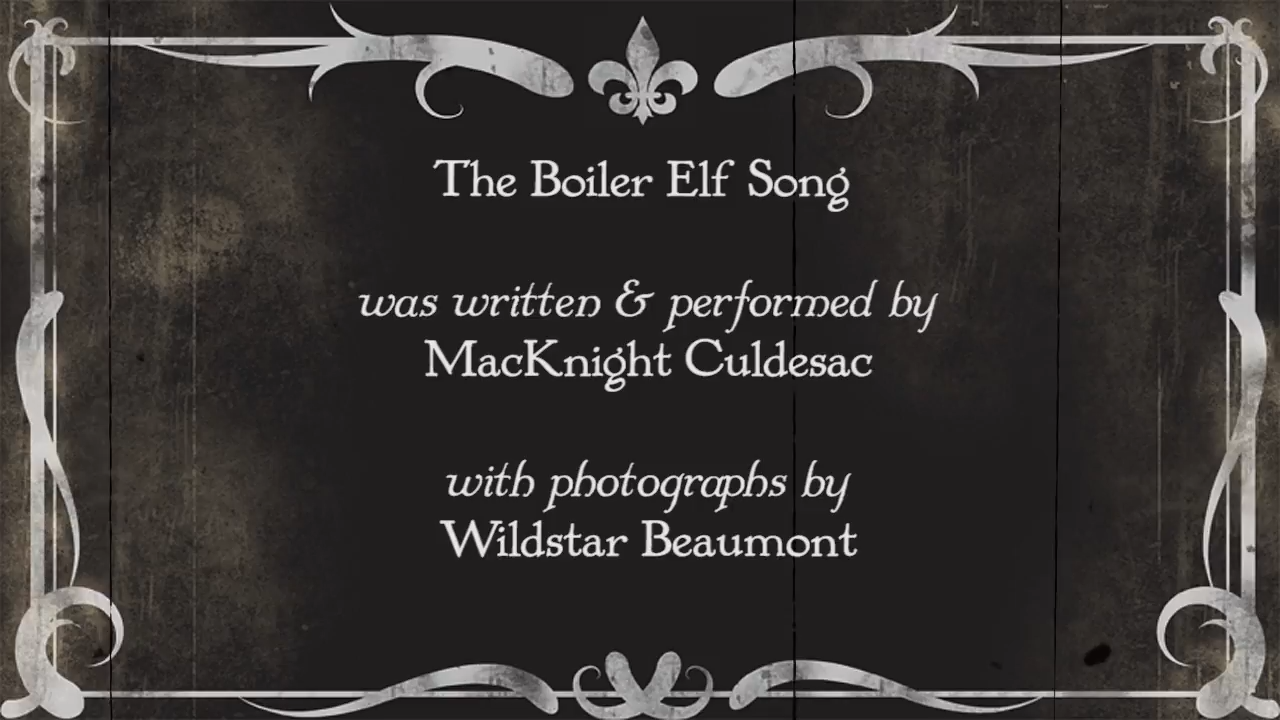 The Boiler Elf Song
was written & performed by
MacKnight Culdesac
with photographs by
Wildstar Beaumont